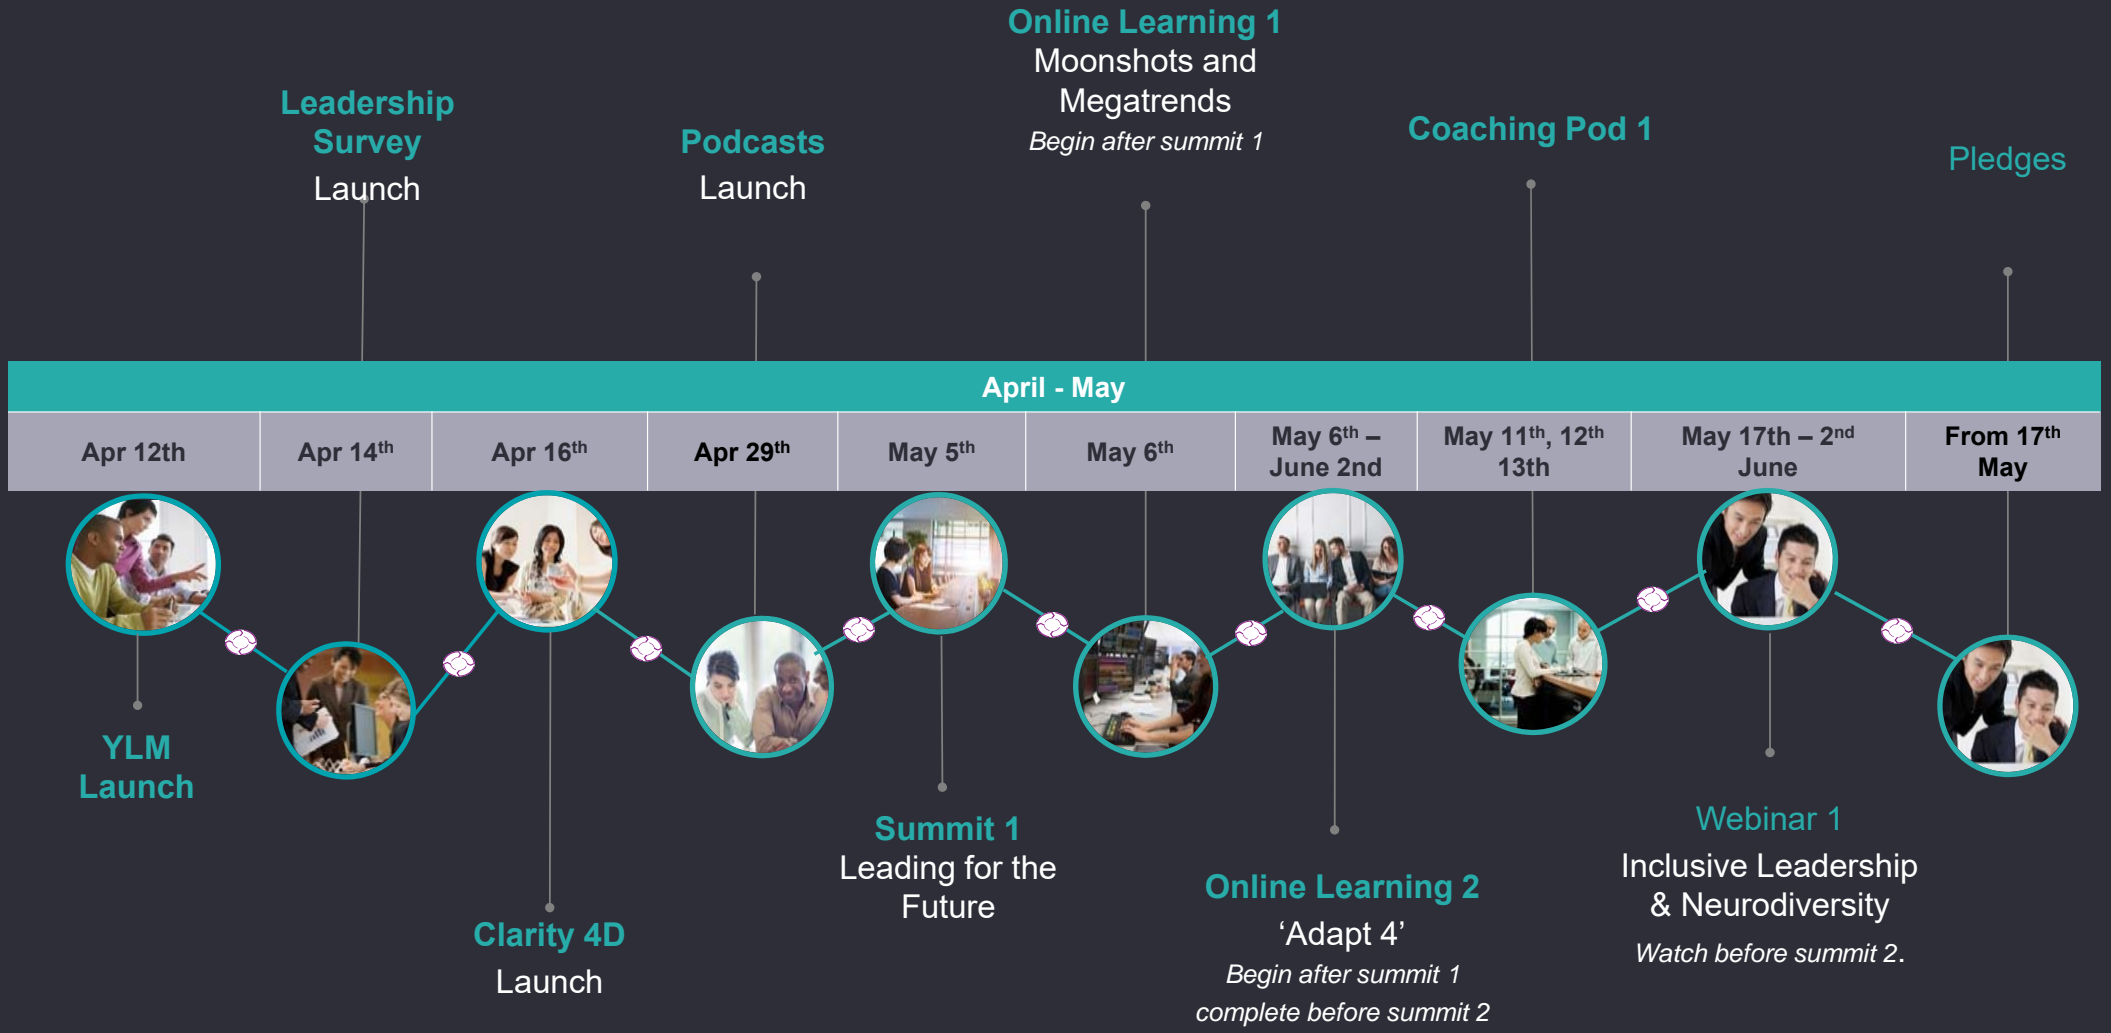 Online Learning 1
Moonshots and
Megatrends
Begin after summit 1
Leadership
Survey
Launch
Podcasts
Launch
Coaching Pod 1
Pledges
April - May
Apr 12th
Apr 14th
Apr 16th
Apr 29th
May 5th
May 6th
May 6th –
June 2nd
May 11th, 12th
13th
May 17th – 2nd
June
From 17th
May
YLM
Launch
Clarity 4D
Launch
Summit 1
Leading for the
Future
Online Learning 2
‘Adapt 4’
Begin after summit 1
complete before summit 2
Webinar 1
Inclusive Leadership
& Neurodiversity
Watch before summit 2.